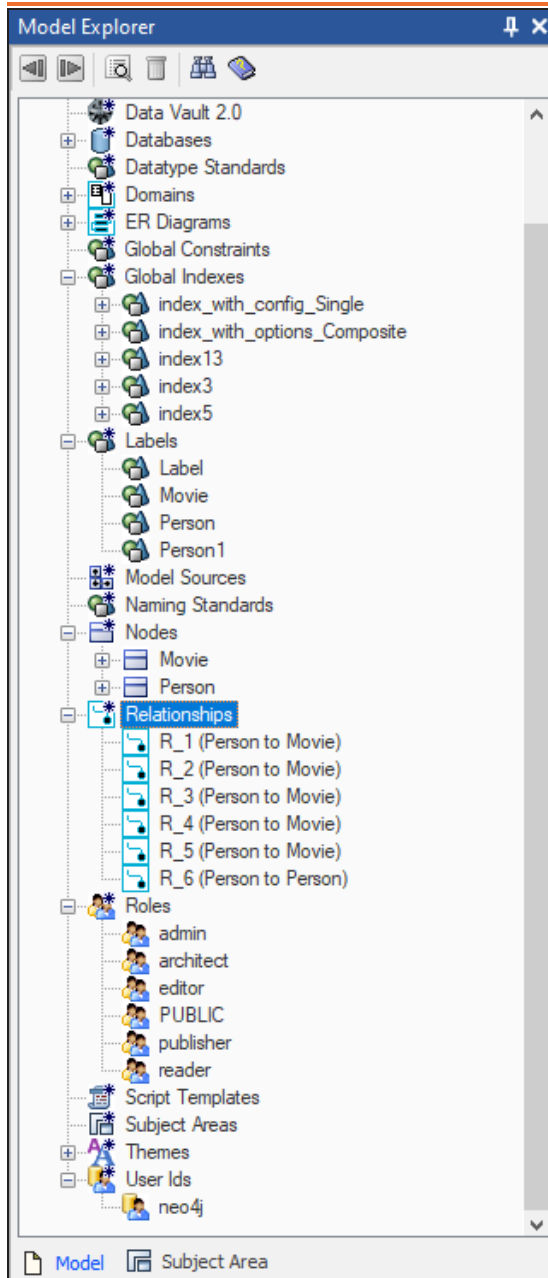 Model Explorer
Data Vault 2.0
Databases
Datatype Standards
Domains
ER Diagrams
Global Constraints
Global Indexes
index_with_config_Single
index_with_options_Composite
index13
index3
index5
Labels
Label
Movie
Person
Person1
Model Sources
Naming Standards
Nodes
Movie
Person
Relationships
R_1 (Person to Movie)
R_2 (Person to Movie)
R_3 (Person to Movie)
R_4 (Person to Movie)
R_5 (Person to Movie)
R_6 (Person to Person)
Roles
admin
architect
editor
PUBLIC
publisher
reader
Script Templates
Subject Areas
Themes
User Ids
neo4j
Model Subject Area